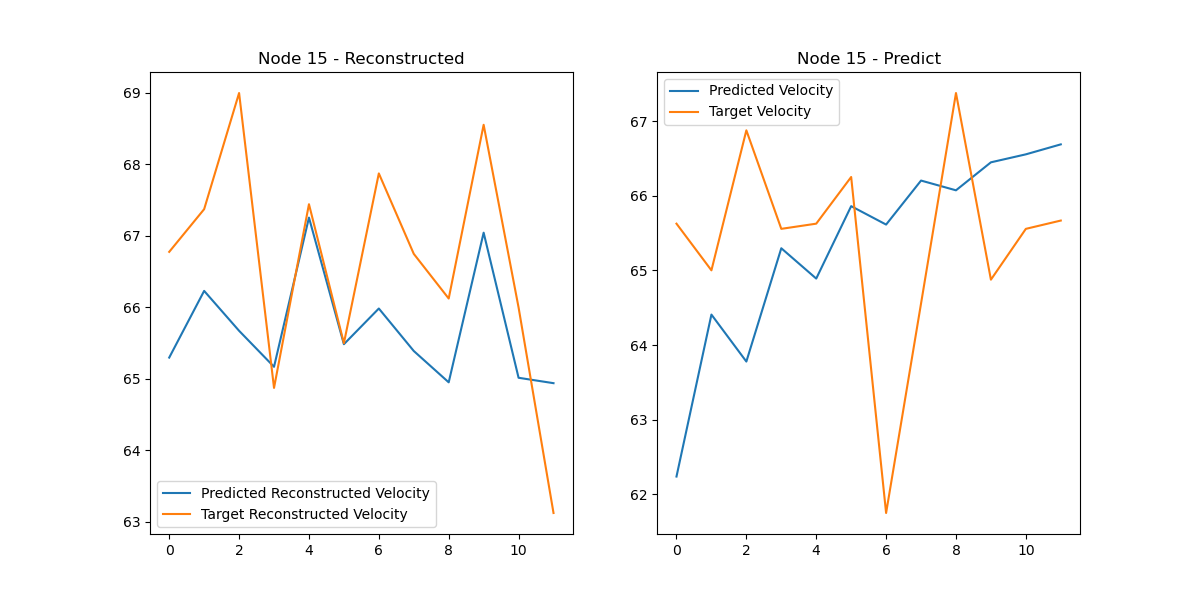 Node 15 - Reconstructed
69
68
67
66
65
64
63
0 2 4 6 8 10
Predicted Reconstructed Velocity
Target Reconstructed Velocity
Node 15 - Predict
67
66
65
64
63
62
0 2 4 6 8 10
Predicted Velocity
Target Velocity